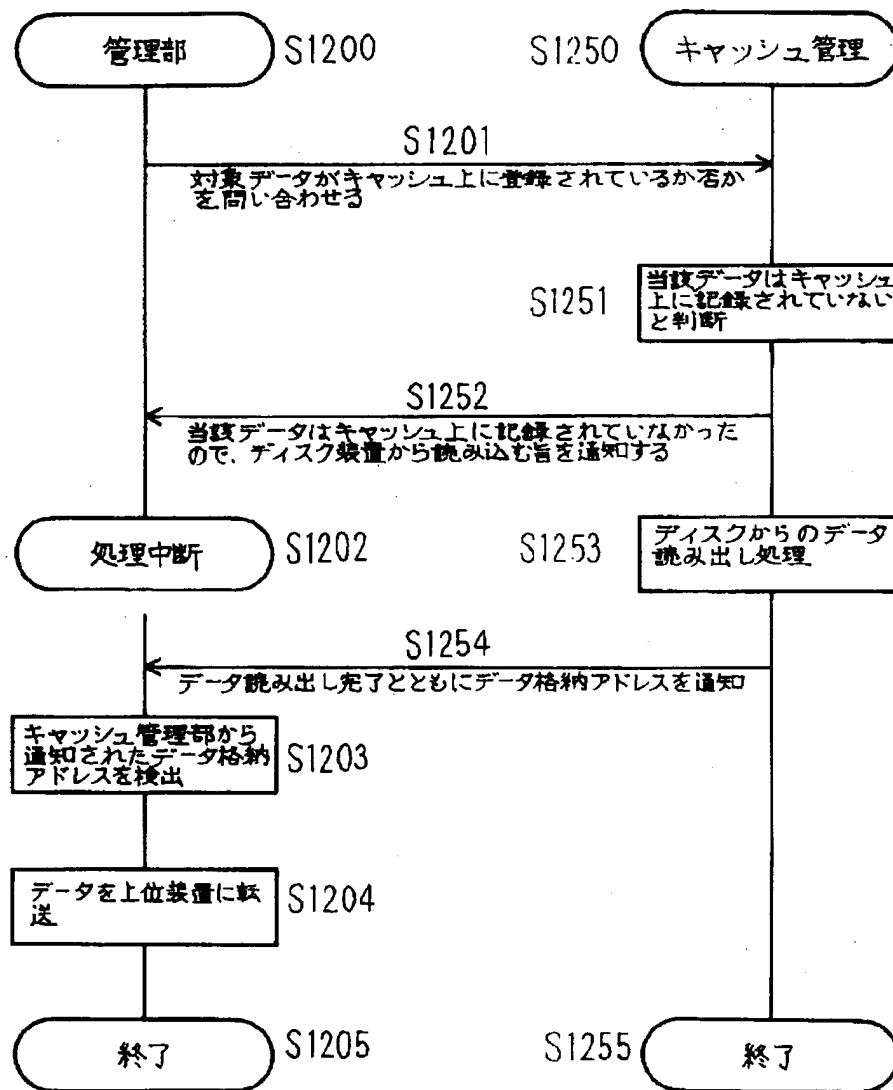 管理部 S1200 S1250 キャッシュ管理
S1201
対象データがキャッシュ上に登録されているか否か
を問い合わせる
S1251
当該データはキャッシュ
上に記録されていない
と判断
S1252
当該データはキャッシュ上に記録されていなかった
ので、ディスク装置から読み込む旨を通知する
処理中断 S1202 S1253
ディスクからのデータ
読み出し処理
S1254
データ読み出し完了とともにデータ格納アドレスを通知
キャッシュ管理部から
通知されたデータ格納
アドレスを検出
S1203
データを上位装置に転
送
S1204
終了 S1205 S1255 終了